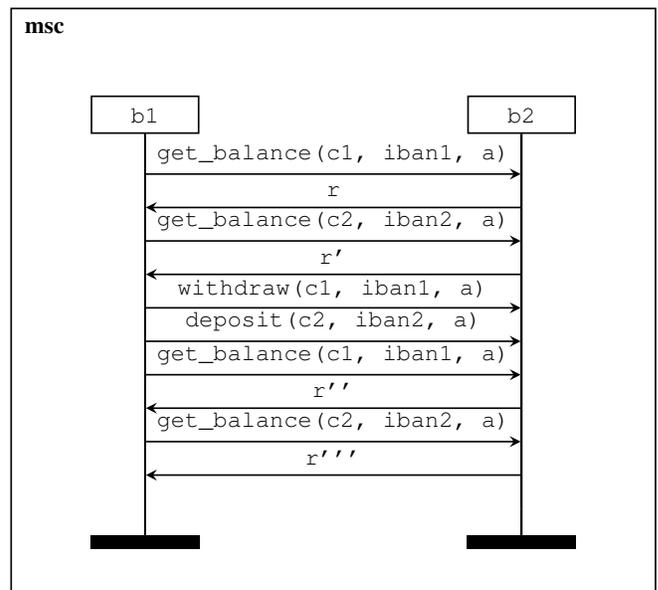 msc
b1 b2
get_balance(c1, iban1, a)
r
get_balance(c2, iban2, a)
r'
withdraw(c1, iban1, a)
deposit(c2, iban2, a)
get_balance(c1, iban1, a)
r''
get_balance(c2, iban2, a)
r'''